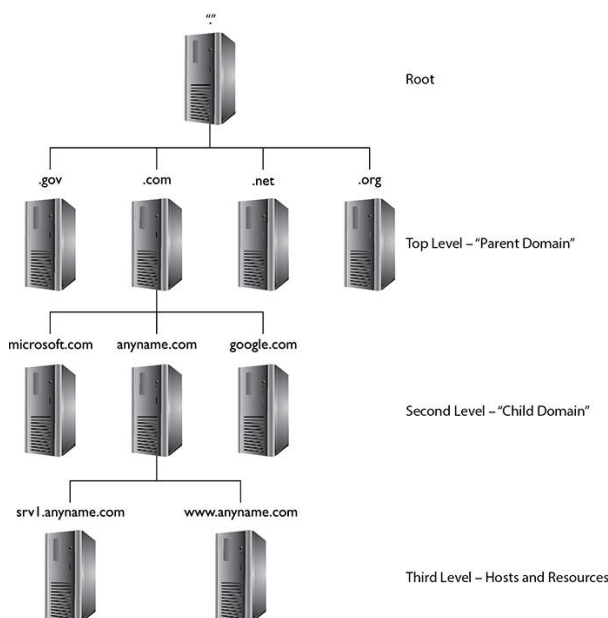 “.”
Root
.gov .com .net .org
Top Level – “Parent Domain”
microsoft.com anyname.com google.com
Second Level – “Child Domain”
srv1.anyname.com www.anyname.com
Third Level – Hosts and Resources